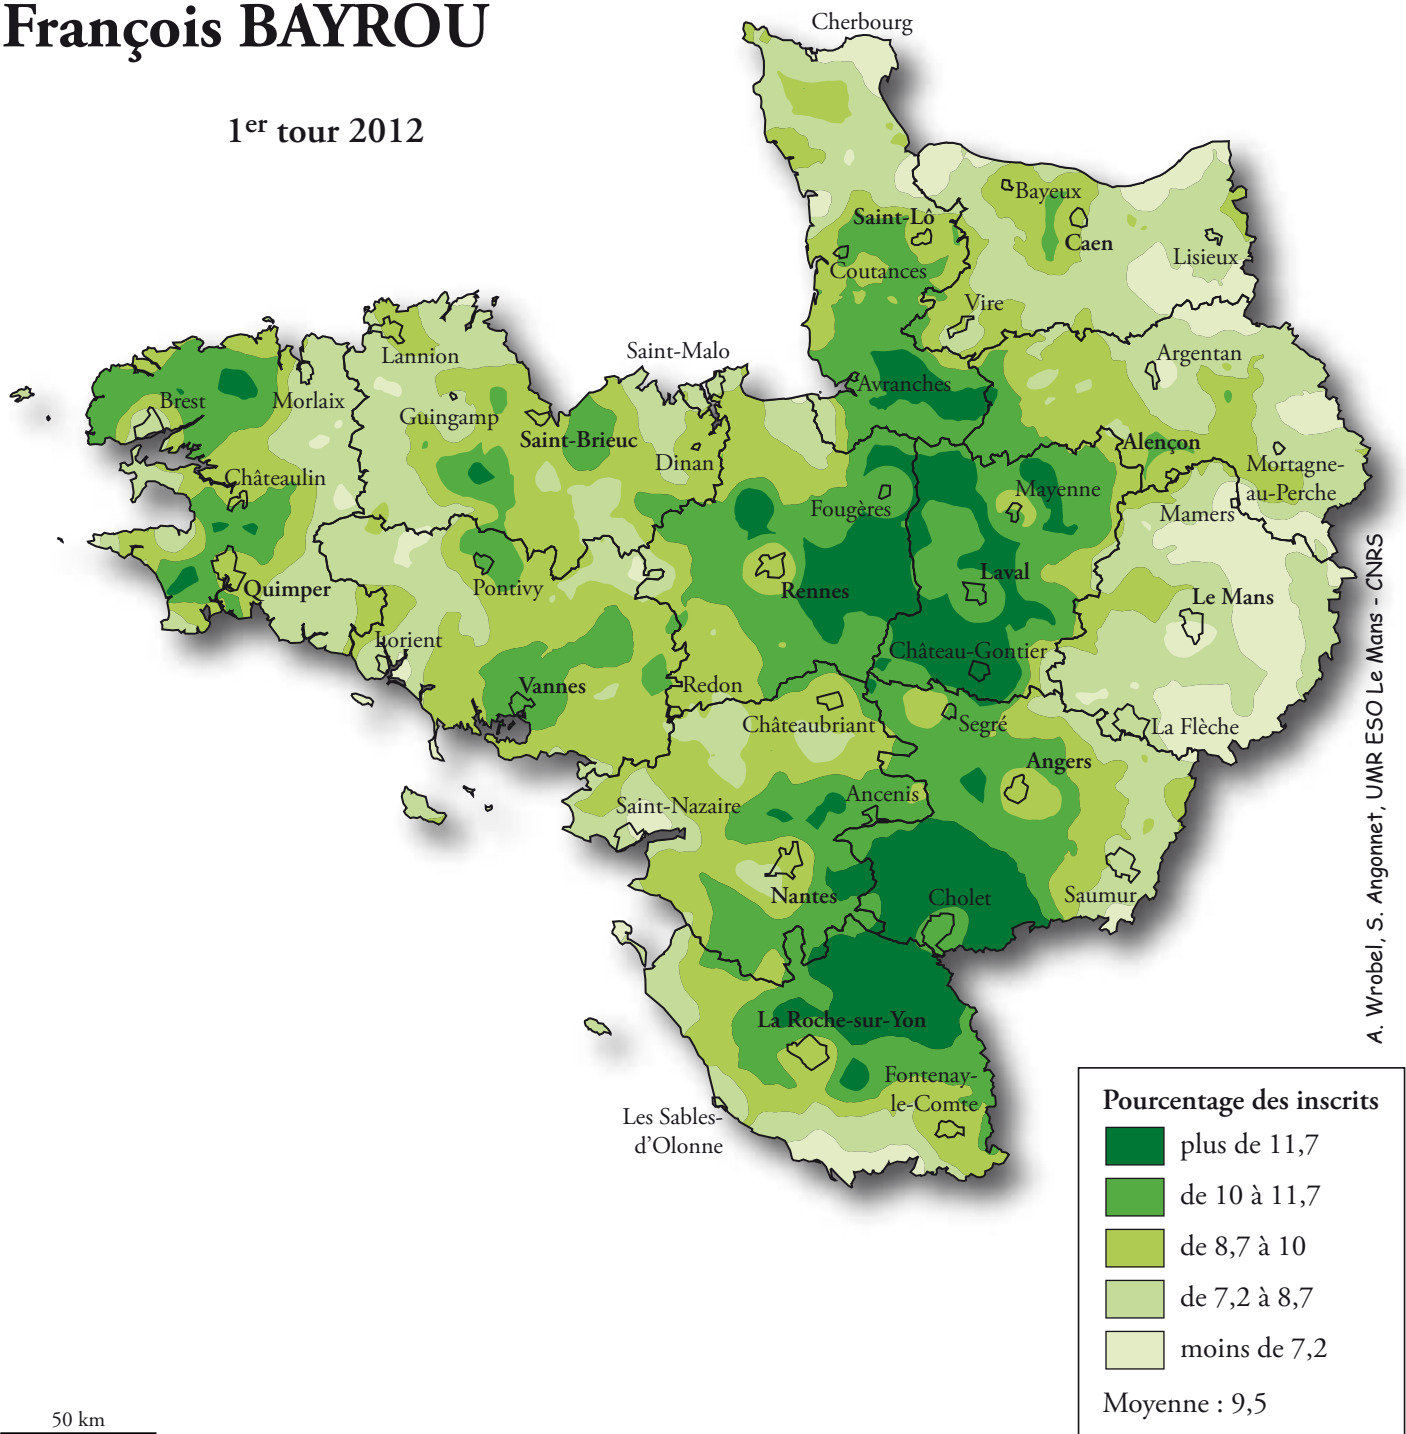 François BAYROU
1er tour 2012
Cherbourg
Bayeux
Saint-Lô
Caen
Lisieux
Coutances
Vire
Lannion
Saint-Malo
Argentan
Avranches
Brest
Morlaix
Guingamp
Saint-Brieuc
Dinan
Alençon
Mortagne-
au-Perche
Châteaulin
Fougères
Mayenne
Mamers
Quimper
Pontivy
Rennes
Laval
Le Mans
Lorient
Château-Gontier
Vannes
Redon
Châteaubriant
Segré
La Flèche
Angers
Saint-Nazaire
Ancenis
Nantes
Cholet
Saumur
La Roche-sur-Yon
Fontenay-
le-Comte
Les Sables-
d'Olonne
A. Wrobel, S. Angonnet, UMR ESO Le Mans - CNRS
Pourcentage des inscrits
plus de 11,7
de 10 à 11,7
de 8,7 à 10
de 7,2 à 8,7
moins de 7,2
Moyenne : 9,5
50 km